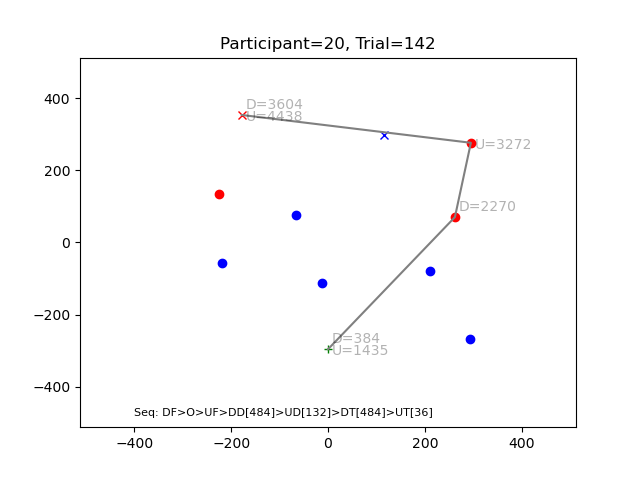 Participant=20, Trial=142
400
200
0
−200
−400
D=3604
U=4438
U=3272
D=2270
D=384
U=1435
Seq: DF>O>UF>DD[484]>UD[132]>DT[484]>UT[36]
−400
−200
0
200
400